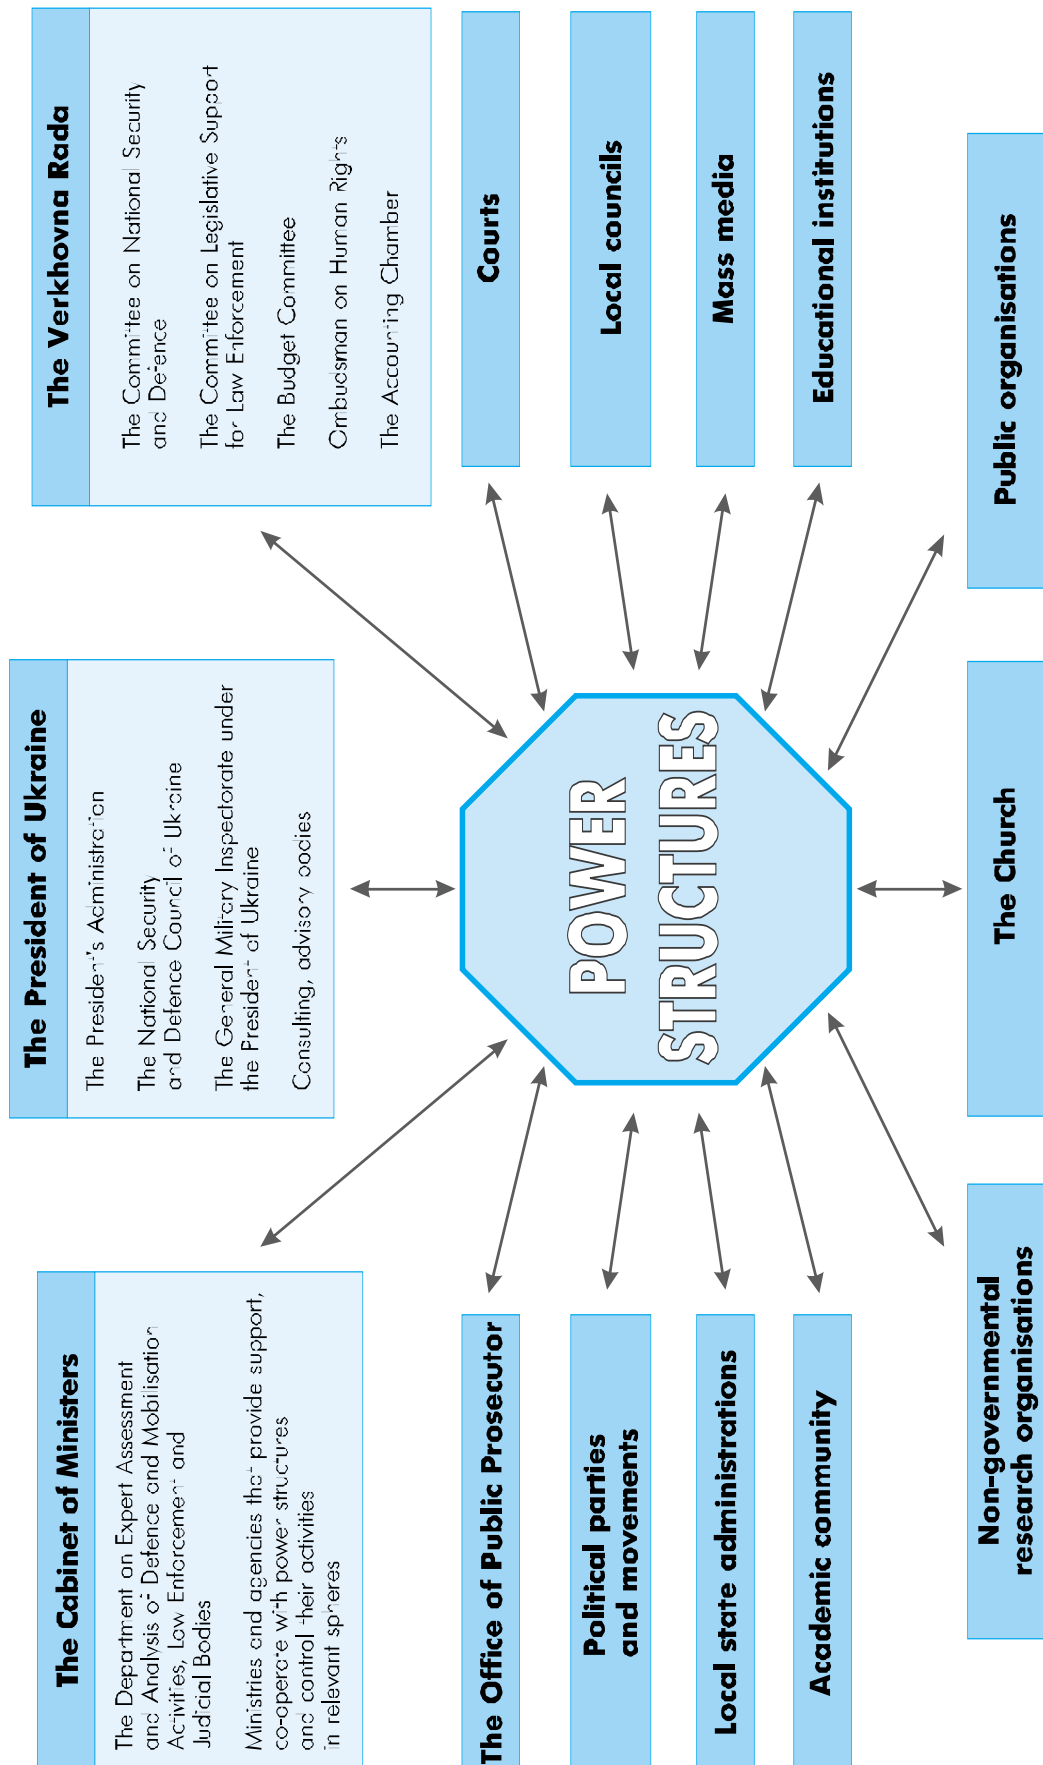 The Cabinet of Ministers
The Department on Expert Assessment
and Analysis of Defence and Mobilisation
Activities, Law Enforcement and
Judicial Bodies
Ministries and agencies that provide support,
co-operate with power structures
and control their activities
in relevant spheres
The President of Ukraine
The President's Administration
The National Security
and Defence Council of Ukraine
The General Military Inspectorate under
the President of Ukraine
Consulting, advisory bodies
The Verkhovna Rada
The Committee on National Security
and Defence
The Committee on Legislative Support
for Law Enforcement
The Budget Committee
Ombudsman on Human Rights
The Accounting Chamber
The Office of Public Prosecutor
Political parties
and movements
Local state administrations
Academic community
POWER
STRUCTURES
Courts
Local councils
Mass media
Educational institutions
Non-governmental
research organisations
The Church
Public organisations